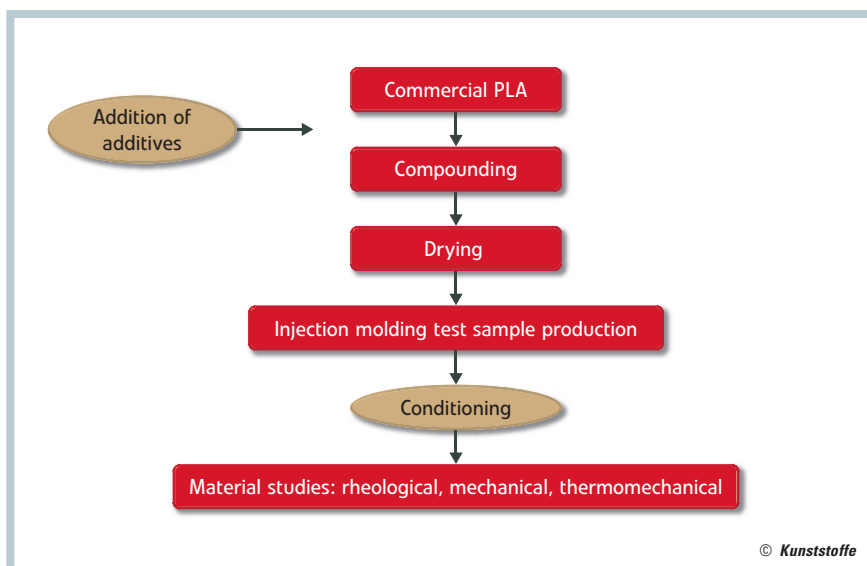 Commercial PLA
Addition of
additives
Compounding
Drying
Injection molding test sample production
Conditioning
Material studies: rheological, mechanical, thermomechanical
© Kunststoffe